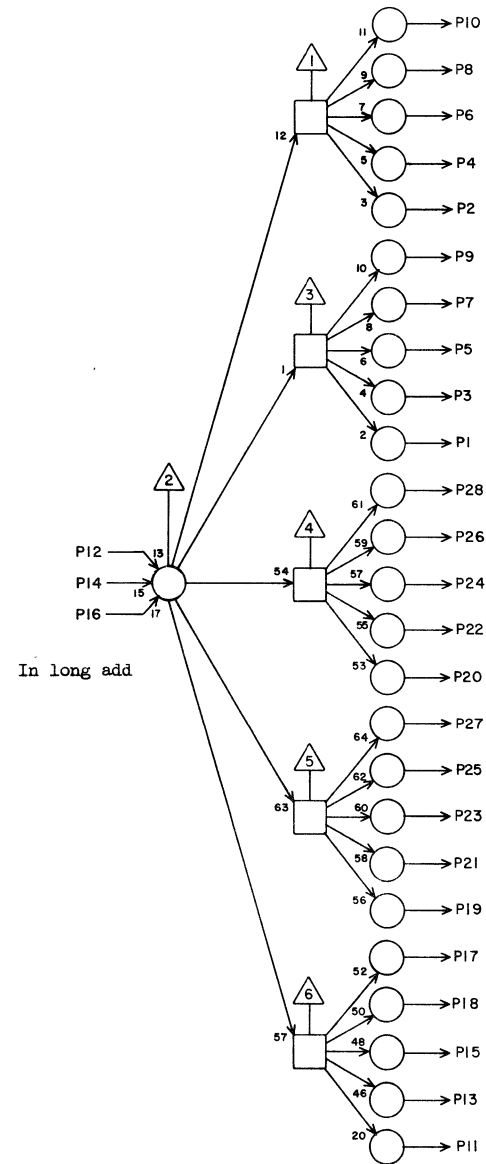 11 P10
1
9 P8
7 P6
12
5 P4
3 P2
10 P9
3
8 P7
6 P5
1
4 P3
2 P1
2
61 P28
4
59 P26
P12 13
54 57 P24
P14 15
P16 17
55 P22
In long add
53 P20
64 P27
5
62 P25
63 60 P23
58 P21
56 P19
52 P17
6
50 P18
57 48 P15
46 P13
20 P11